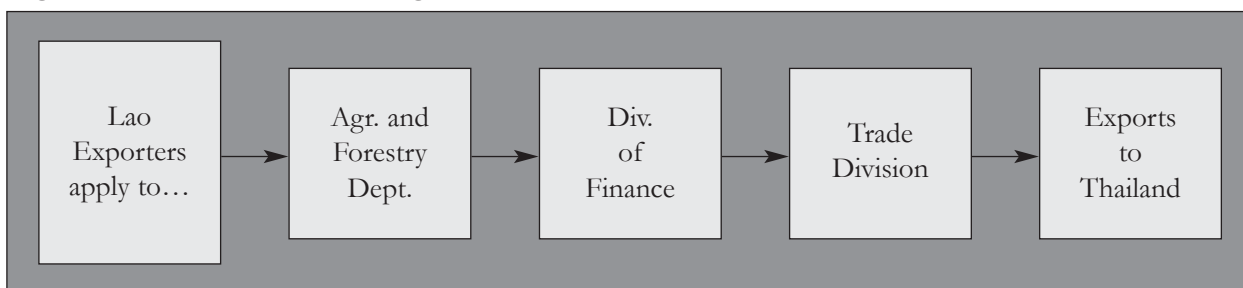 Lao
Exporters
apply to…
Agr. and
Forestry
Dept.
Div.
of
Finance
Trade
Division
Exports
to
Thailand